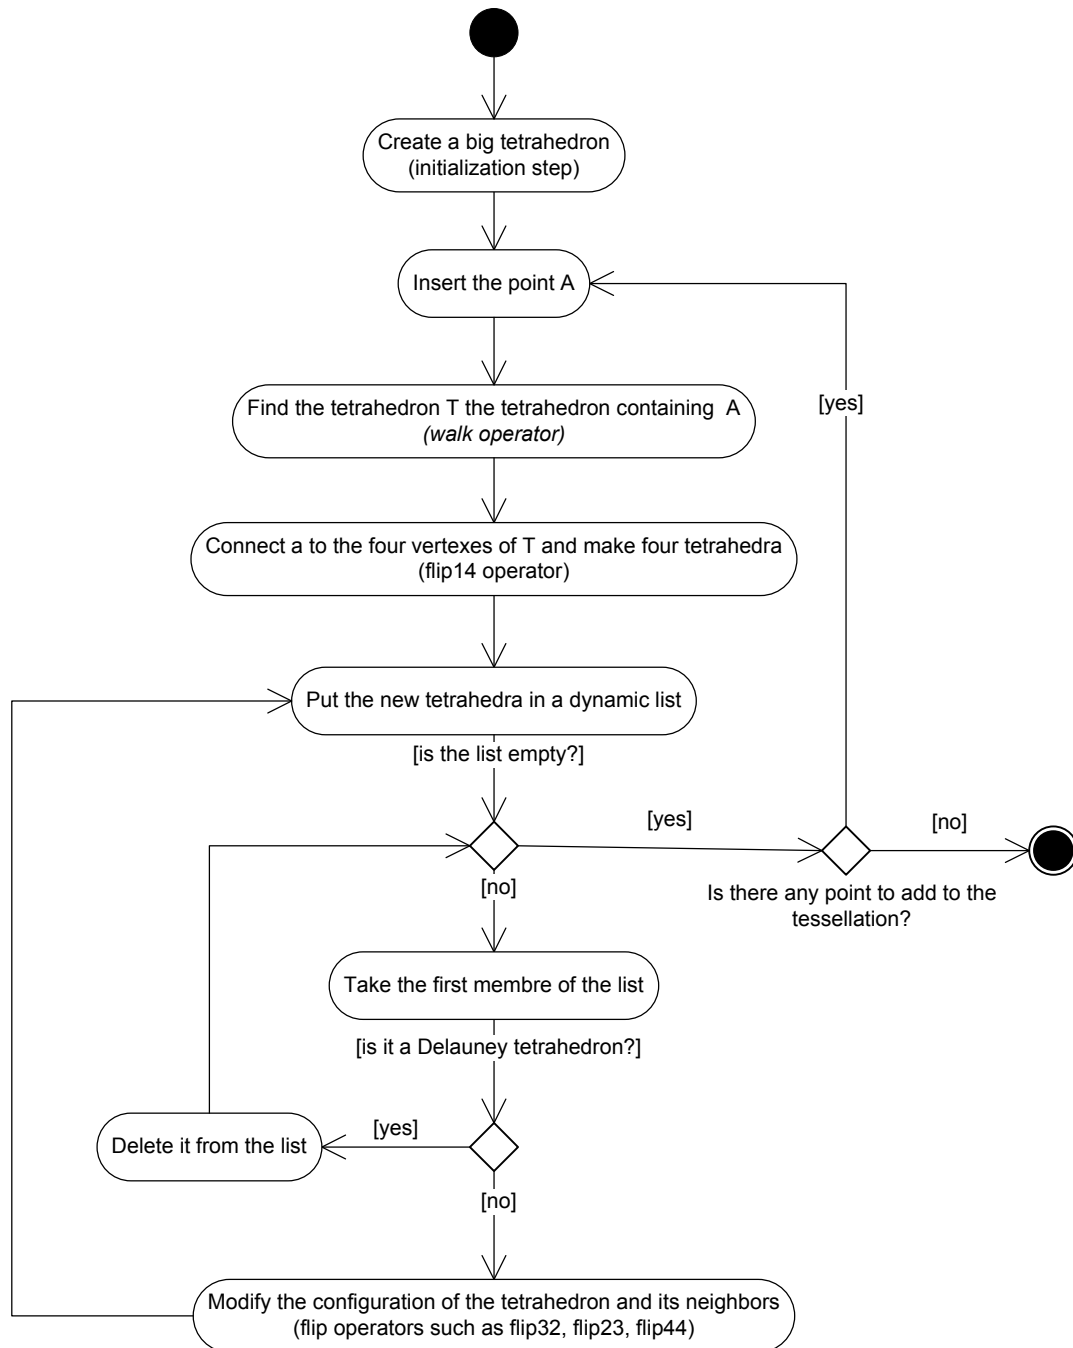 Create a big tetrahedron
(initialization step)
Insert the point A
[yes]
Find the tetrahedron T the tetrahedron containing  A
(walk operator)
Connect a to the four vertexes of T and make four tetrahedra
(flip14 operator)
Put the new tetrahedra in a dynamic list
[is the list empty?]
[yes]
[no]
[no]
Is there any point to add to the
tessellation?
Take the first membre of the list
[is it a Delauney tetrahedron?]
[yes]
Delete it from the list
[no]
Modify the configuration of the tetrahedron and its neighbors
(flip operators such as flip32, flip23, flip44)